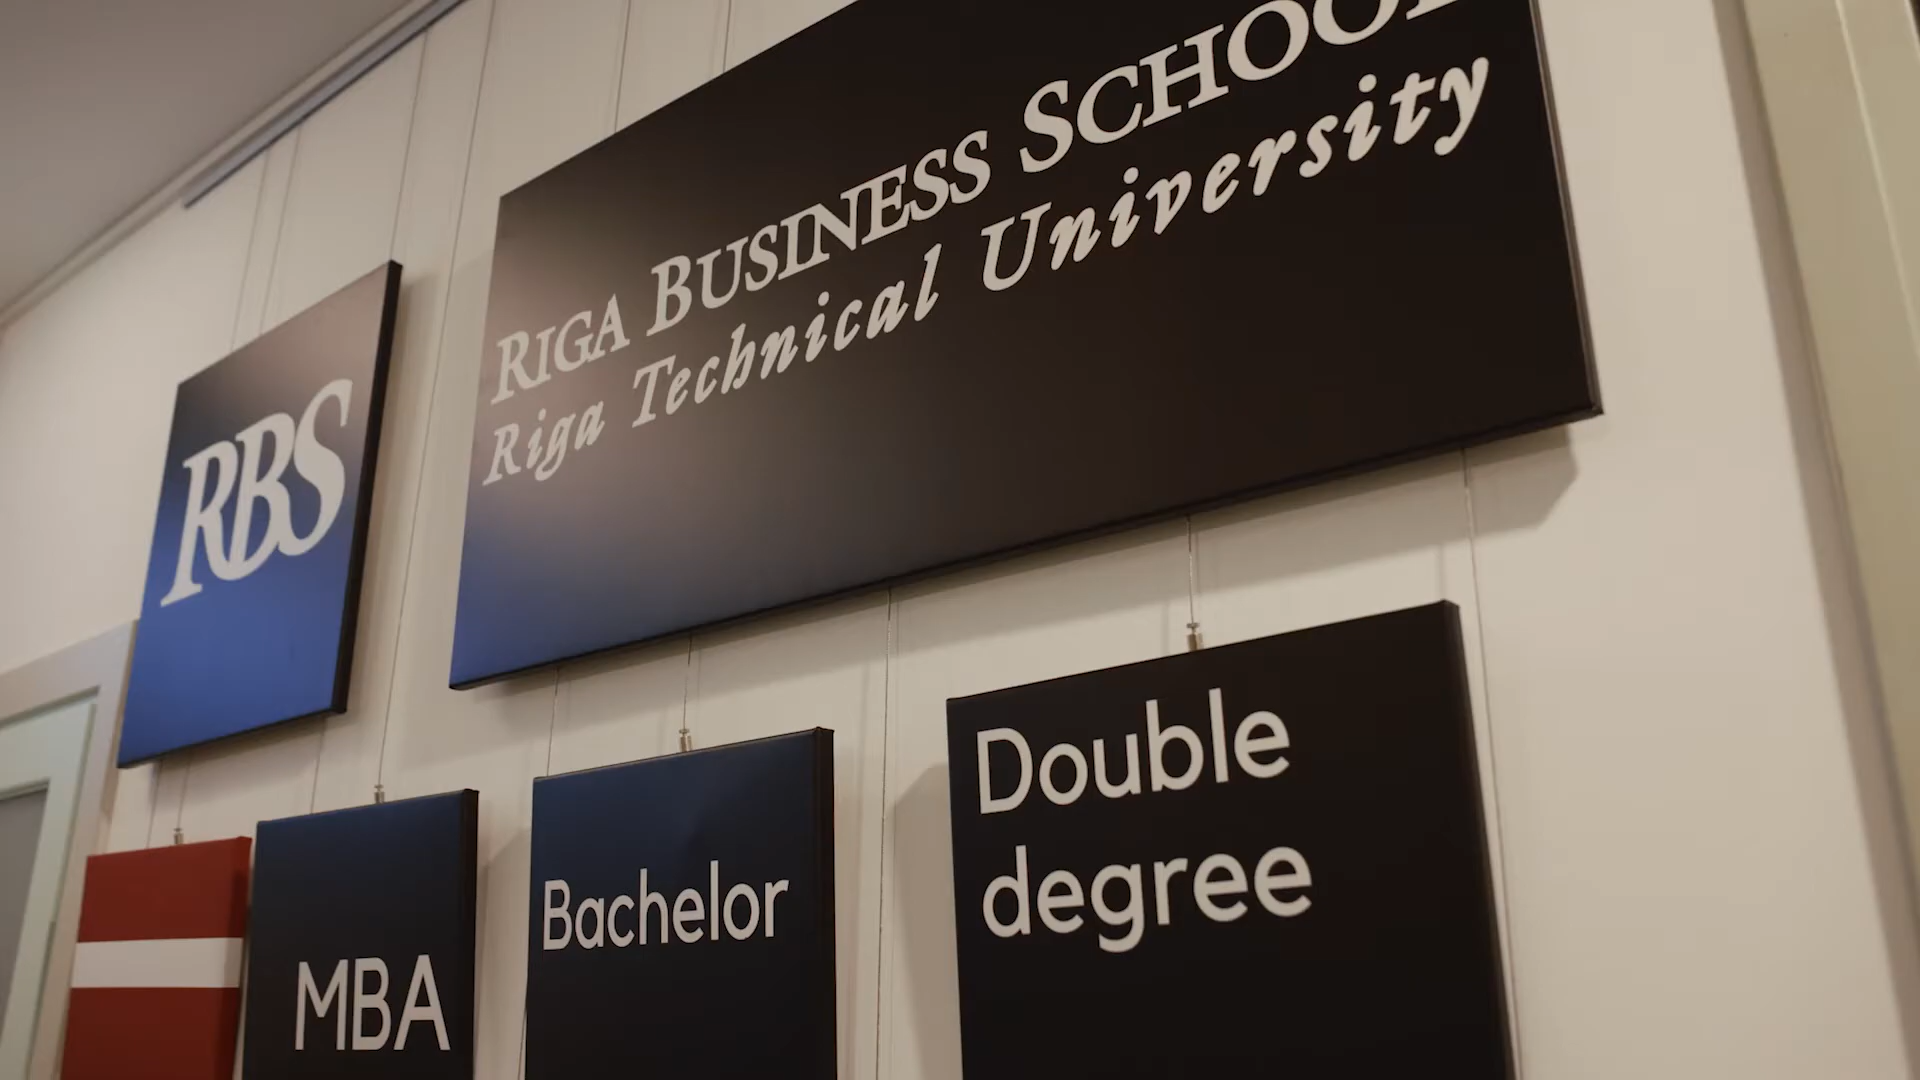 RBS
RIGA BUSINESS SCHOOL
Riga Technical University
MBA
Bachelor
Double
degree